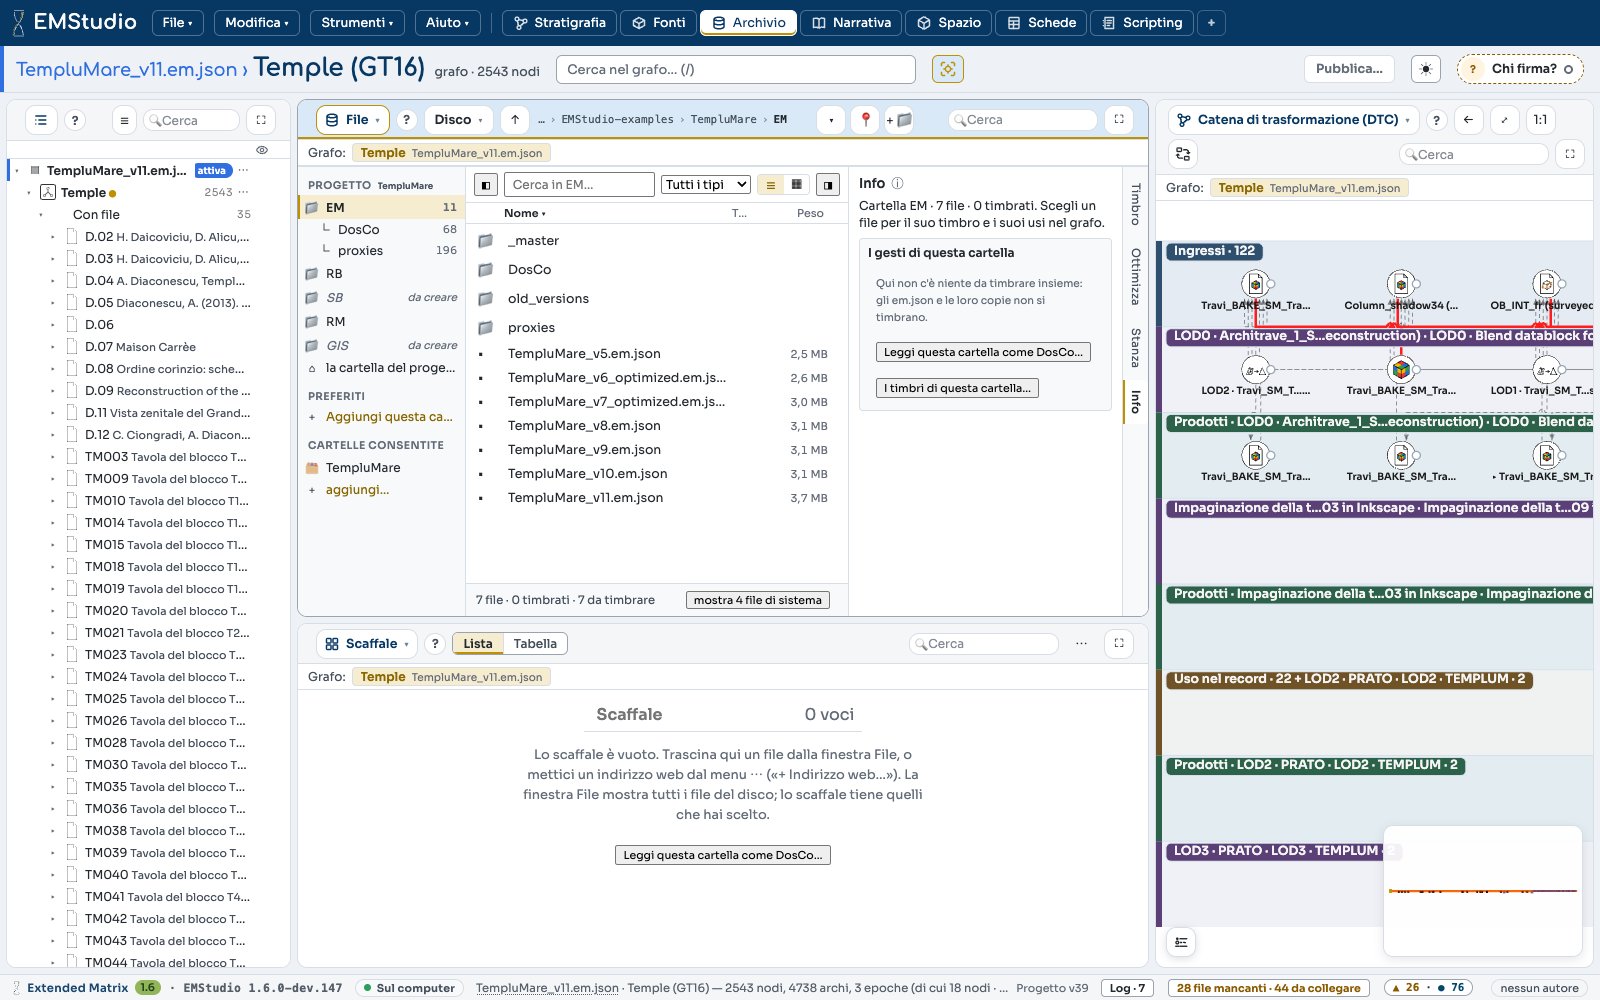 EMStudio File Modifica Strumenti Aiuto Stratigrafia Fonti Archivio Narrativa Spazio Schede Scripting +
TempluMare_v11.em.json › Temple (GT16) grafo · 2543 nodi Cerca nel grafo... (/) Pubblica... ? Chi firma?
? Cerca
TempluMare_v11.em.j... attiva ...
Temple 2543 ...
Con file 35
D.02 H. Daicoviciu, D. Alicu,...
D.03 H. Daicoviciu, D. Alicu,...
D.04 A. Diaconescu, Templ...
D.05 Diaconescu, A. (2013). ...
D.06
D.07 Maison Carrèe
D.08 Ordine corinzio: sche...
D.09 Reconstruction of the ...
D.11 Vista zenitale del Grand...
D.12 C. Ciongradi, A. Diacon...
TM003 Tavola del blocco T...
TM009 Tavola del blocco T...
TM010 Tavola del blocco T1...
TM014 Tavola del blocco T1...
TM015 Tavola del blocco T1...
TM018 Tavola del blocco T1...
TM019 Tavola del blocco T1...
TM020 Tavola del blocco T...
TM021 Tavola del blocco T2...
TM023 Tavola del blocco T...
TM024 Tavola del blocco T...
TM025 Tavola del blocco T...
TM026 Tavola del blocco T...
TM028 Tavola del blocco T...
TM030 Tavola del blocco T...
TM035 Tavola del blocco T...
TM036 Tavola del blocco T...
TM038 Tavola del blocco T...
TM039 Tavola del blocco T...
TM040 Tavola del blocco T...
TM041 Tavola del blocco T4...
TM042 Tavola del blocco T...
TM043 Tavola del blocco T...
TM044 Tavola del blocco T...
File ? Disco ↑ ... › EMStudio-examples › TempluMare › EM + Cerca
Grafo: Temple TempluMare_v11.em.json
PROGETTO TempluMare
EM 11
DosCo 68
proxies 196
RB
SB da creare
RM
GIS da creare
la cartella del proge...
PREFERITI
+ Aggiungi questa ca...
CARTELLE CONSENTITE
TempluMare
+ aggiungi...
Cerca in EM... Tutti i tipi
Nome T... Peso
_master
DosCo
old_versions
proxies
TempluMare_v5.em.json 2,5 MB
TempluMare_v6_optimized.em.js... 2,6 MB
TempluMare_v7_optimized.em.js... 3,0 MB
TempluMare_v8.em.json 3,1 MB
TempluMare_v9.em.json 3,1 MB
TempluMare_v10.em.json 3,1 MB
TempluMare_v11.em.json 3,7 MB
7 file · 0 timbrati · 7 da timbrare mostra 4 file di sistema
Info ⓘ
Cartella EM · 7 file · 0 timbrati. Scegli un
file per il suo timbro e i suoi usi nel grafo.
I gesti di questa cartella
Qui non c'è niente da timbrare insieme:
gli em.json e le loro copie non si
timbrano.
Leggi questa cartella come DosCo...
I timbri di questa cartella...
Timbro
Ottimizza
Stanza
Info
Scaffale ? Lista Tabella Cerca ...
Grafo: Temple TempluMare_v11.em.json
Scaffale 0 voci
Lo scaffale è vuoto. Trascina qui un file dalla finestra File, o
mettici un indirizzo web dal menu ··· («+ Indirizzo web...»). La
finestra File mostra tutti i file del disco; lo scaffale tiene quelli
che hai scelto.
Leggi questa cartella come DosCo...
Catena di trasformazione (DTC) ? ← 1:1
Cerca
Grafo: Temple TempluMare_v11.em.json
Ingressi · 122
Travi_BAKE_SM_Tra... Column_shadow34 (... OB_INT_fr (surveyed
LOD0 · Architrave_1_S...econstruction) · LOD0 · Blend datablock fo
LOD2 · Travi_SM_T.... Travi_BAKE_SM_Tra... LOD1 · Travi_SM_T...s
Prodotti · LOD0 · Architrave_1_S...econstruction) · LOD0 · Blend da
Travi_BAKE_SM_Tra... Travi_BAKE_SM_Tra... Travi_BAKE_SM_Tr
Impaginazione della t...03 in Inkscape · Impaginazione della t...09
Prodotti · Impaginazione della t...03 in Inkscape · Impaginazione d
Uso nel record · 22 + LOD2 · PRATO · LOD2 · TEMPLUM · 2
Prodotti · LOD2 · PRATO · LOD2 · TEMPLUM · 2
LOD3 · PRATO · LOD3 · TEMPLUM · 2
Extended Matrix 1.6 · EMStudio 1.6.0-dev.147 Sul computer TempluMare_v11.em.json · Temple (GT16) — 2543 nodi, 4738 archi, 3 epoche (di cui 18 nodi · ... Progetto v39 Log · 7 28 file mancanti · 44 da collegare ▲ 26 · ● 76 nessun autore